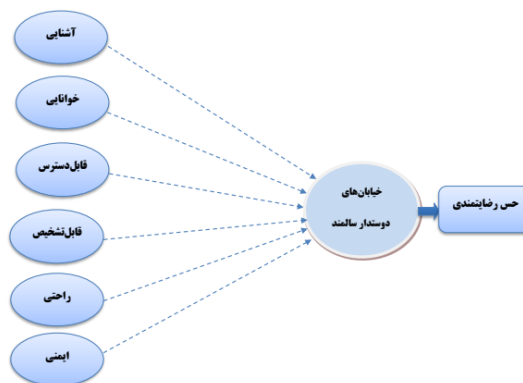 آشنایی
خوانایی
قابل‌دسترس
قابل‌تشخیص
راحتی
ایمنی
خیابان‌های
دوستدار سالمند
حس رضایتمندی